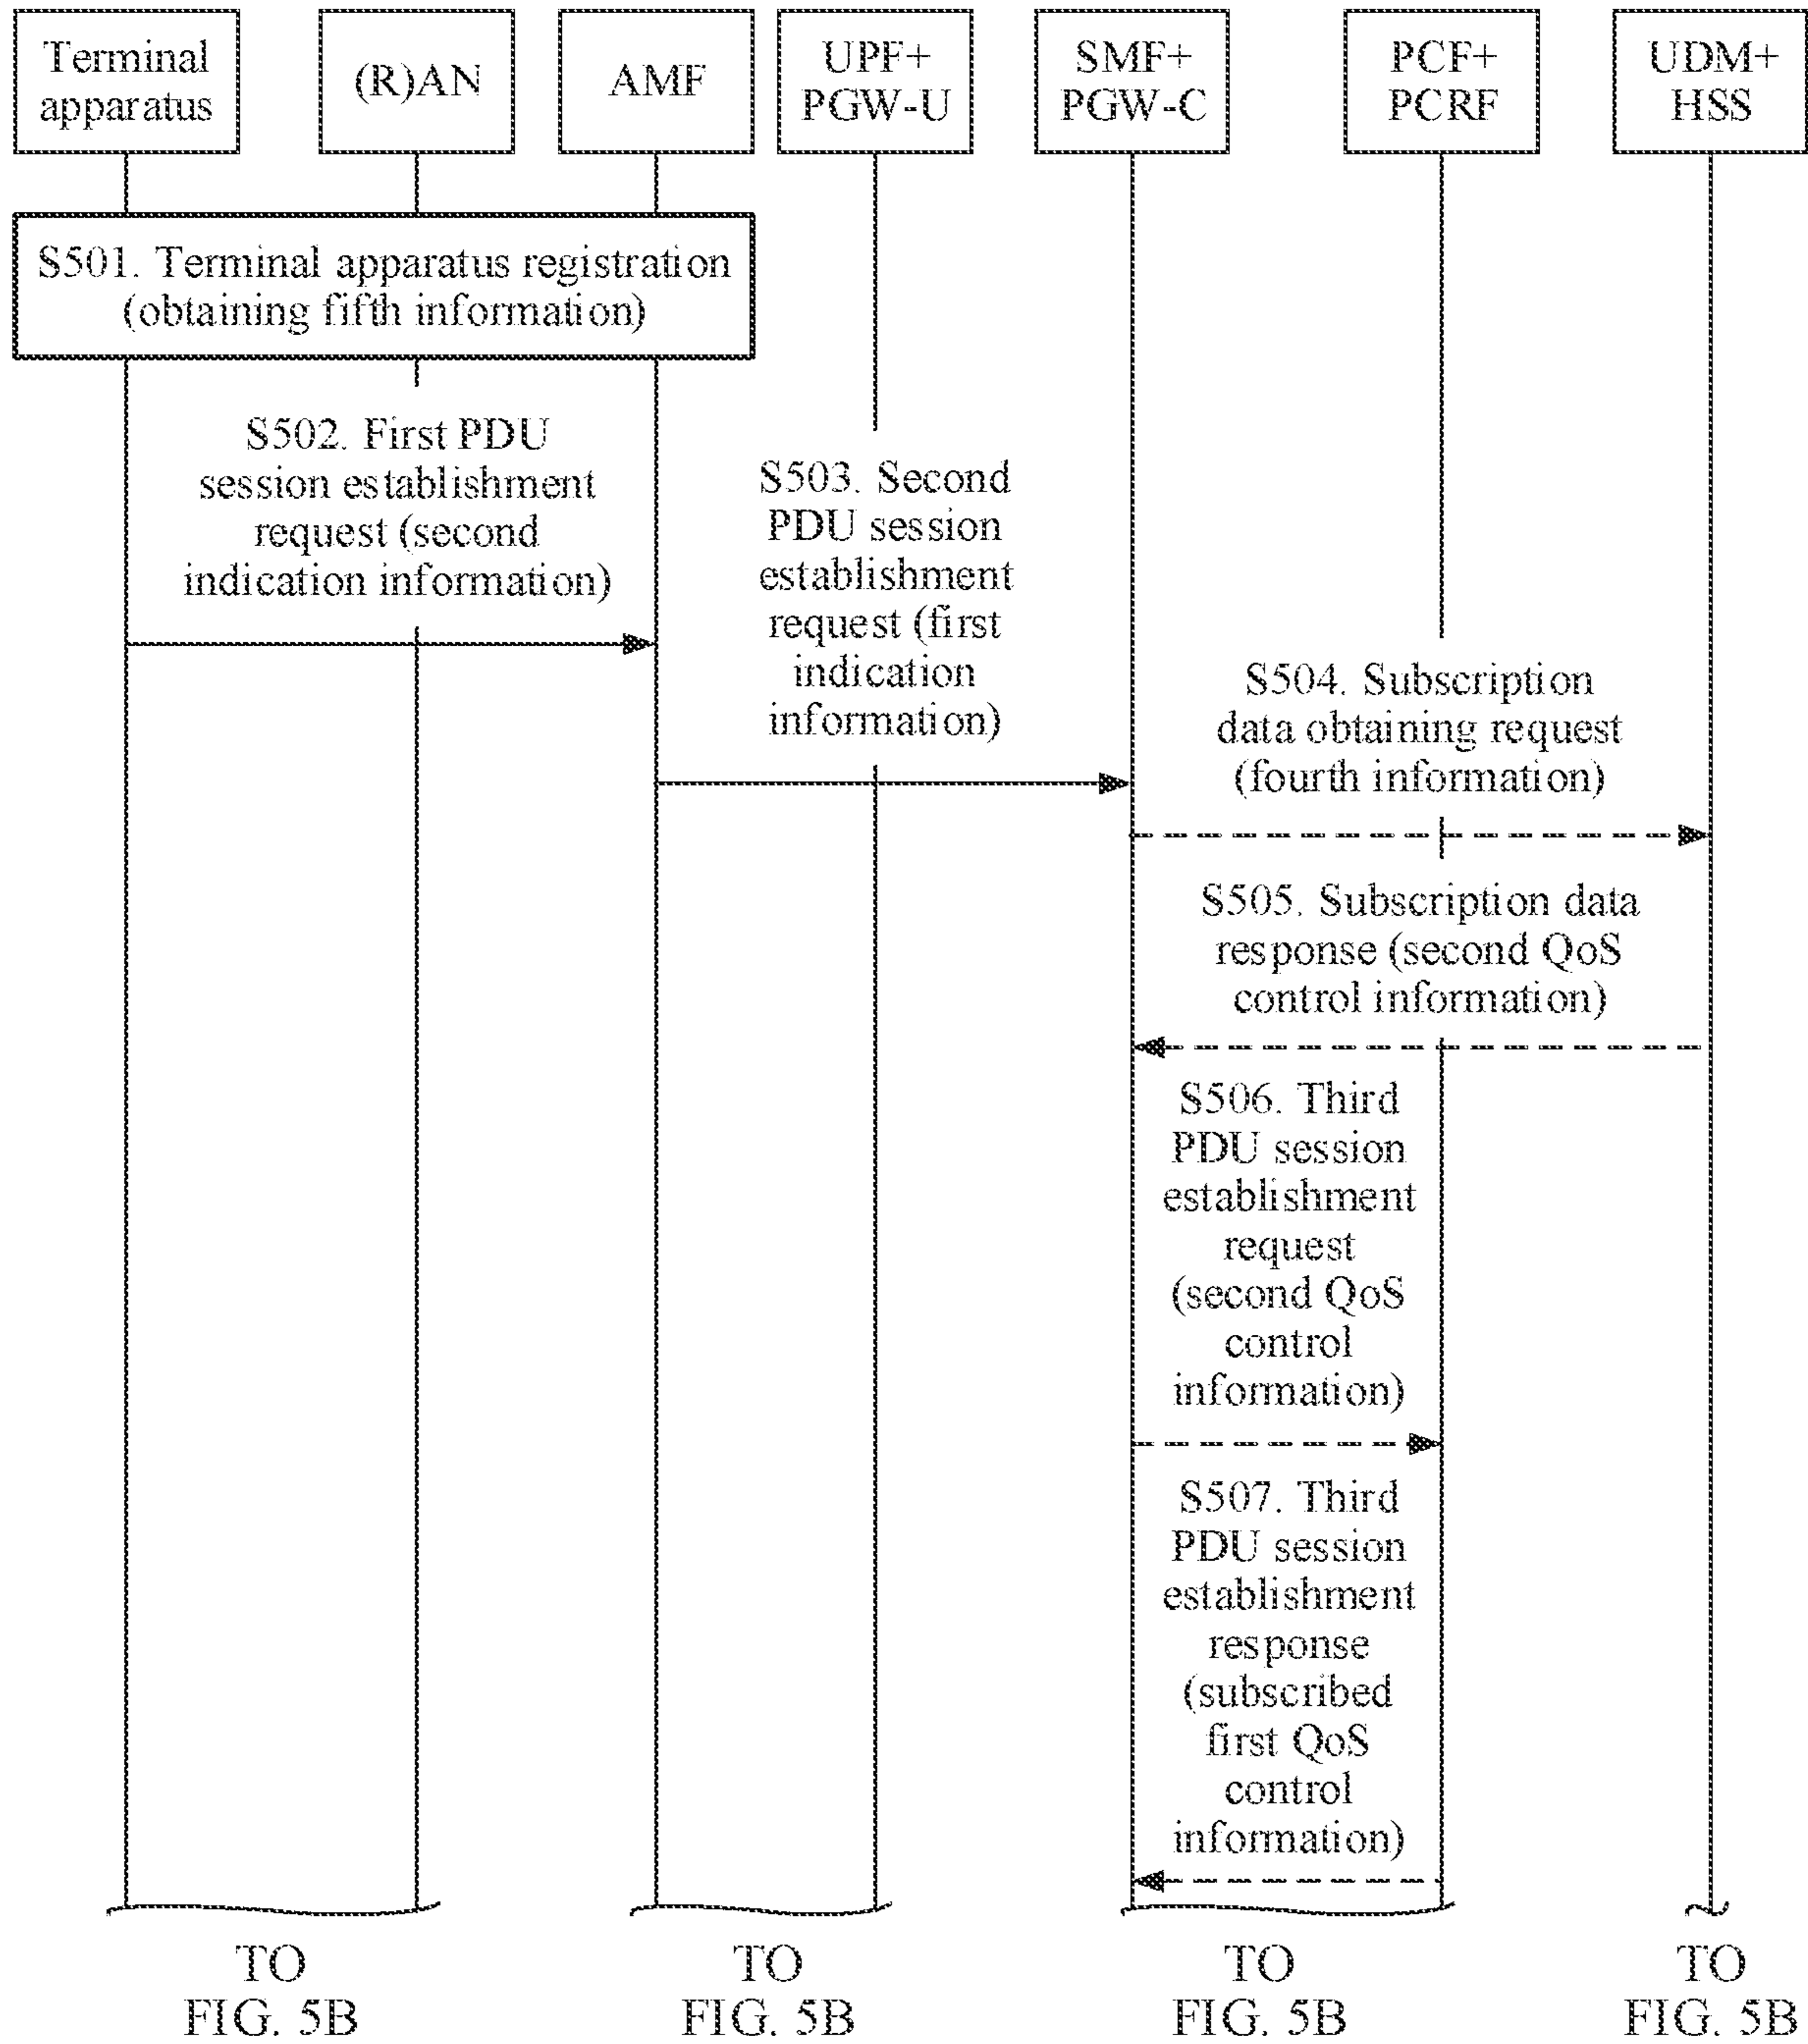 Terminal
apparatus
(R)AN
AMF
UPF+
PGW-U
SMF+
PGW-C
PCF+
PCRF
UDM+
HSS
S501. Terminal apparatus registration
(obtaining fifth information)
S502. First PDU
session establishment
request (second
indication information)
S503. Second
PDU session
establishment
request (first
indication
information)
S504. Subscription
data obtaining request
(fourth information)
S505. Subscription data
response (second QoS
control information)
S506. Third
PDU session
establishment
request
(second QoS
control
information)
S507. Third
PDU session
establishment
response
(subscribed
first QoS
control
information)
TO
FIG. 5B
TO
FIG. 5B
TO
FIG. 5B
TO
FIG. 5B